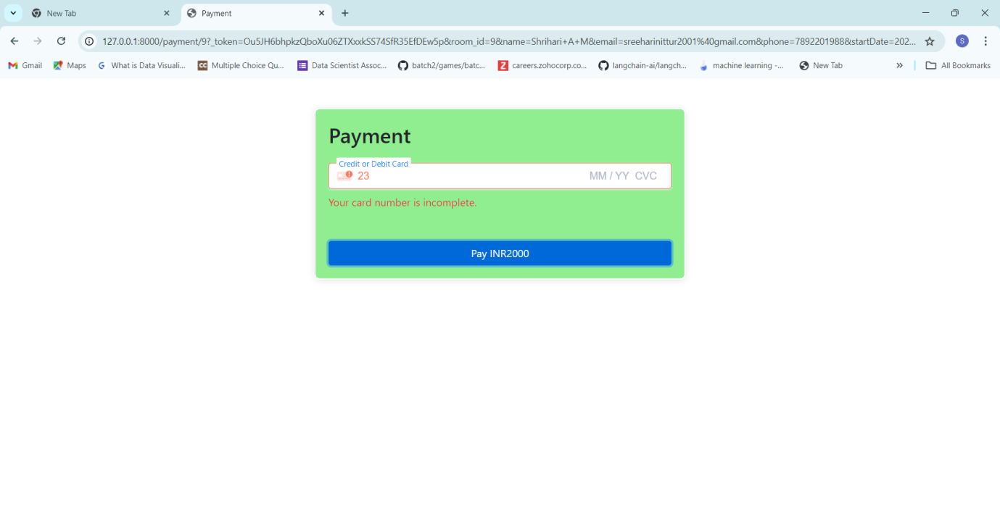 New Tab
Payment
127.0.0.1:8000/payment/9?_token=Ou5JH6bhpkzQboXu06ZTXxxkSS74SfR35EfDEw5p&room_id=9&name=Shrihari+A+M&email=sreeharinittur2001%40gmail.com&phone=7892201988&startDate=202...
S
Gmail
Maps
G What is Data Visuali...
CC Multiple Choice Qu...
Data Scientist Assoc...
batch2/games/batc...
Z careers.zohocorp.co...
langchain-ai/langch...
machine learning -...
New Tab
All Bookmarks
Payment
Credit or Debit Card
23 MM / YY CVC
Your card number is incomplete.
Pay INR2000